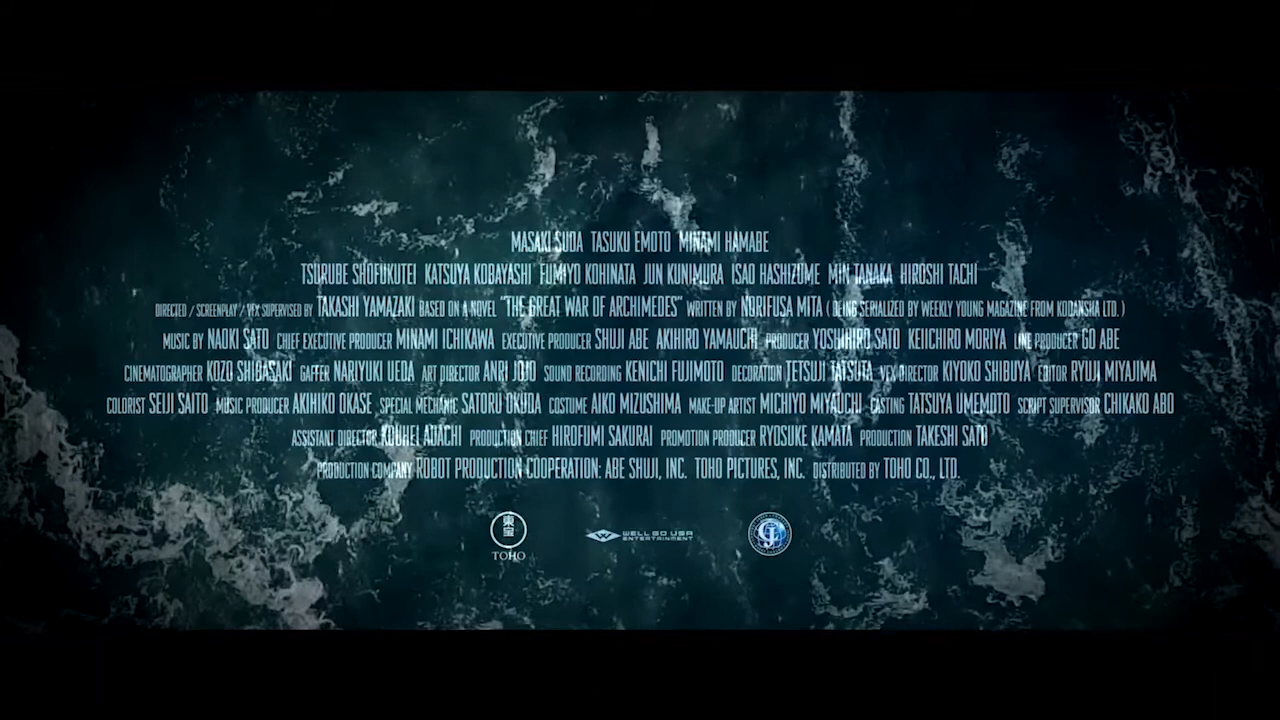 MASAKI SUDA TASUKU EMOTO MINAMI HAMABE
TSURUBE SHOFUKUTEI KATSUYA KOBAYASHI FUMIYO KOHINATA JUN KUNIMURA ISAO HASHIZUME MIN TANAKA HIROSHI TACHI
DIRECTED / SCREENPLAY / VFX SUPERVISED BY TAKASHI YAMAZAKI BASED ON A NOVEL "THE GREAT WAR OF ARCHIMEDES" WRITTEN BY NORIFUSA MITA ( BEING SERIALIZED BY WEEKLY YOUNG MAGAZINE FROM KODANSHA LTD. )
MUSIC BY NAOKI SATO CHIEF EXECUTIVE PRODUCER MINAMI ICHIKAWA EXECUTIVE PRODUCER SHUJI ABE AKIHIRO YAMAUCHI PRODUCER YOSHIHIRO SATO KEIICHIRO MORIYA LINE PRODUCER GO ABE
CINEMATOGRAPHER KOZO SHIBASAKI GAFFER NARIYUKI UEDA ART DIRECTOR ANRI JOJO SOUND RECORDING KENICHI FUJIMOTO DECORATION TETSUJI TATSUTA VFX DIRECTOR KIYOKO SHIBUYA EDITOR RYUJI MIYAJIMA
COLORIST SEIJI SAITO MUSIC PRODUCER AKIHIKO OKASE SPECIAL MECHANIC SATORU OKUDA COSTUME AIKO MIZUSHIMA MAKE-UP ARTIST MICHIYO MIYAUCHI CASTING TATSUYA UMEMOTO SCRIPT SUPERVISOR CHIKAKO ABO
ASSISTANT DIRECTOR KOUHEI ADACHI PRODUCTION CHIEF HIROFUMI SAKURAI PROMOTION PRODUCER RYOSUKE KAMATA PRODUCTION TAKESHI SATO
PRODUCTION COMPANY ROBOT PRODUCTION COOPERATION: ABE SHUJI, INC. TOHO PICTURES, INC. DISTRIBUTED BY TOHO CO., LTD.
東宝
TOHO
WELL GO USA
ENTERTAINMENT